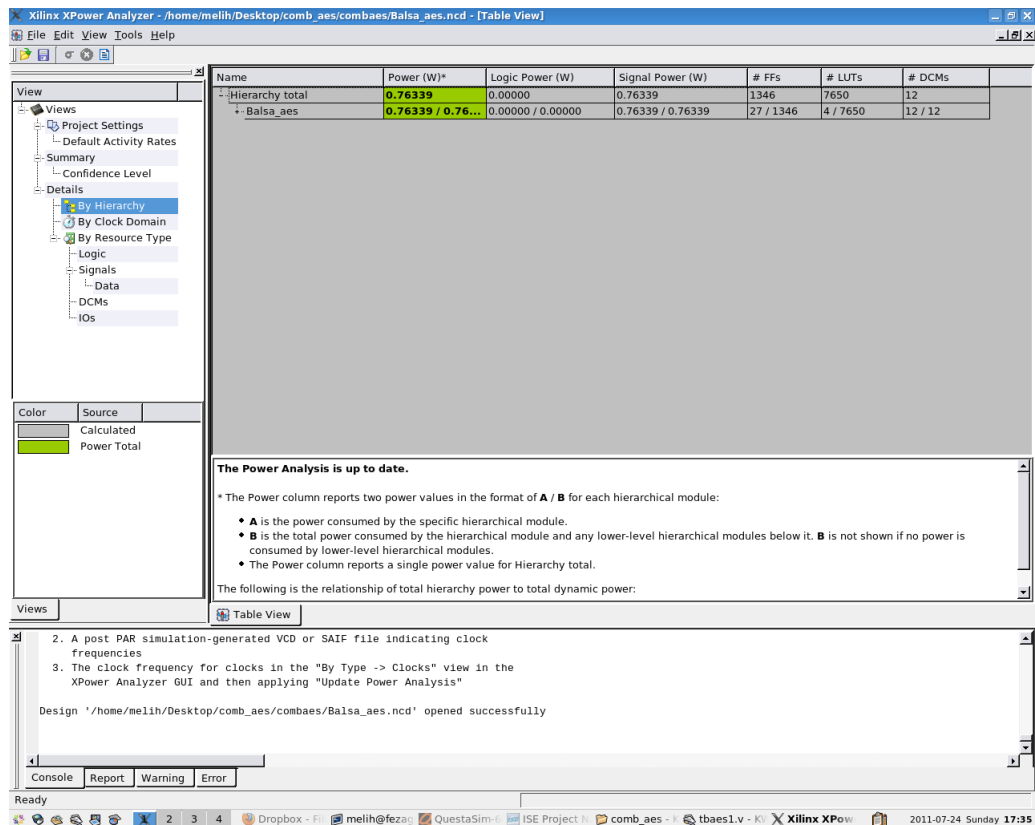 Xilinx XPower Analyzer - /home/melih/Desktop/comb_aes/combaes/Balsa_aes.ncd - [Table View]
File Edit View Tools Help
View
Views
Project Settings
Default Activity Rates
Summary
Confidence Level
Details
By Hierarchy
By Clock Domain
By Resource Type
Logic
Signals
Data
DCMs
IOs
Color Source
Calculated
Power Total
Views
Name Power (W)* Logic Power (W) Signal Power (W) # FFs # LUTs # DCMs
Hierarchy total 0.76339 0.00000 0.76339 1346 7650 12
Balsa_aes 0.76339 / 0.76... 0.00000 / 0.00000 0.76339 / 0.76339 27 / 1346 4 / 7650 12 / 12
The Power Analysis is up to date.
* The Power column reports two power values in the format of A / B for each hierarchical module:
A is the power consumed by the specific hierarchical module.
B is the total power consumed by the hierarchical module and any lower-level hierarchical modules below it. B is not shown if no power is
consumed by lower-level hierarchical modules.
The Power column reports a single power value for Hierarchy total.
The following is the relationship of total hierarchy power to total dynamic power:
Table View
2. A post PAR simulation-generated VCD or SAIF file indicating clock
frequencies
3. The clock frequency for clocks in the "By Type -> Clocks" view in the
XPower Analyzer GUI and then applying "Update Power Analysis"
Design '/home/melih/Desktop/comb_aes/combaes/Balsa_aes.ncd' opened successfully
Console Report Warning Error
Ready
1 2 3 4 Dropbox - Fi melih@fezag QuestaSim-6 ISE Project N comb_aes - K tbaes1.v - KW Xilinx XPow 2011-07-24 Sunday 17:38